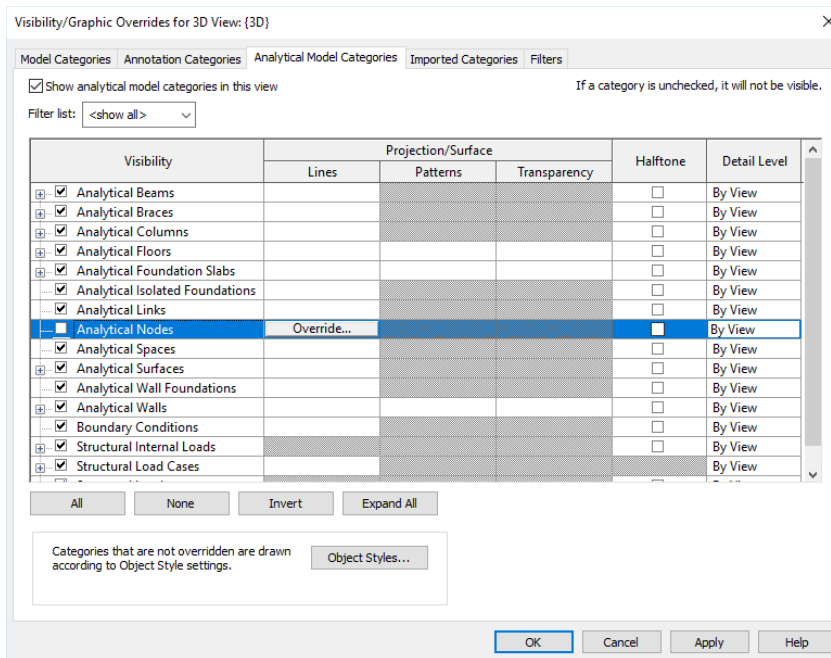 Visibility/Graphic Overrides for 3D View: {3D}
Model Categories Annotation Categories Analytical Model Categories Imported Categories Filters
Show analytical model categories in this view
If a category is unchecked, it will not be visible.
Filter list: <show all>
Visibility Projection/Surface Halftone Detail Level
Lines Patterns Transparency
Analytical Beams By View
Analytical Braces By View
Analytical Columns By View
Analytical Floors By View
Analytical Foundation Slabs By View
Analytical Isolated Foundations By View
Analytical Links By View
Analytical Nodes Override... By View
Analytical Spaces By View
Analytical Surfaces By View
Analytical Wall Foundations By View
Analytical Walls By View
Boundary Conditions By View
Structural Internal Loads By View
Structural Load Cases By View
All None Invert Expand All
Categories that are not overridden are drawn
according to Object Style settings.
Object Styles...
OK Cancel Apply Help